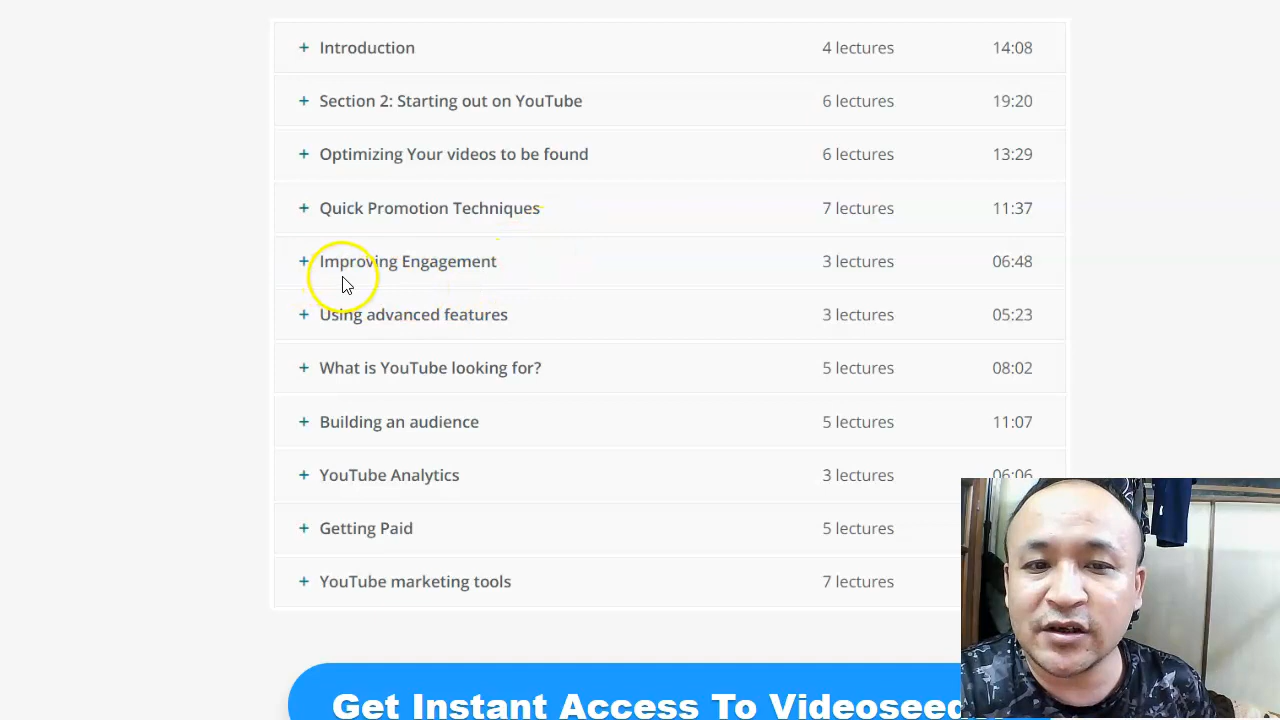 + Introduction 4 lectures 14:08
+ Section 2: Starting out on YouTube 6 lectures 19:20
+ Optimizing Your videos to be found 6 lectures 13:29
+ Quick Promotion Techniques 7 lectures 11:37
+ Improving Engagement 3 lectures 06:48
+ Using advanced features 3 lectures 05:23
+ What is YouTube looking for? 5 lectures 08:02
+ Building an audience 5 lectures 11:07
+ YouTube Analytics 3 lectures 06:06
+ Getting Paid 5 lectures
+ YouTube marketing tools 7 lectures
Get Instant Access To